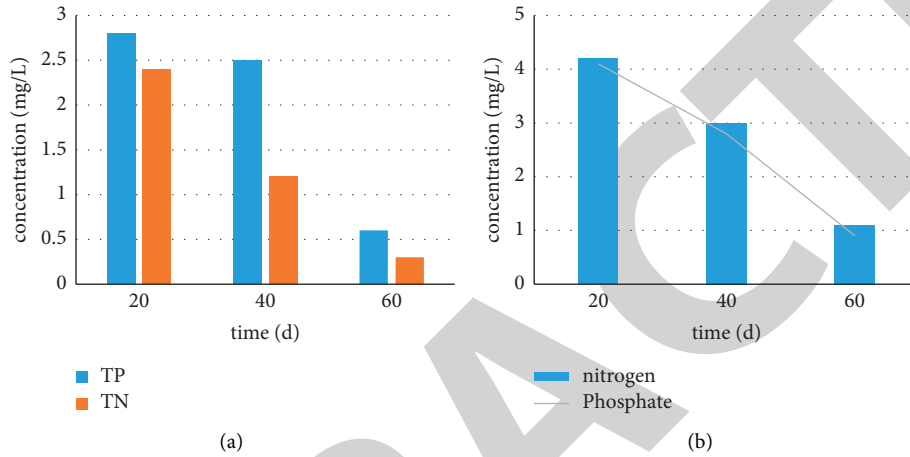 3
2.5
2
1.5
1
0.5
0
concentration (mg/L)
20 40 60
time (d)
TP
TN
(a)
5
4
3
2
1
0
concentration (mg/L)
20 40 60
time (d)
nitrogen
Phosphate
(b)